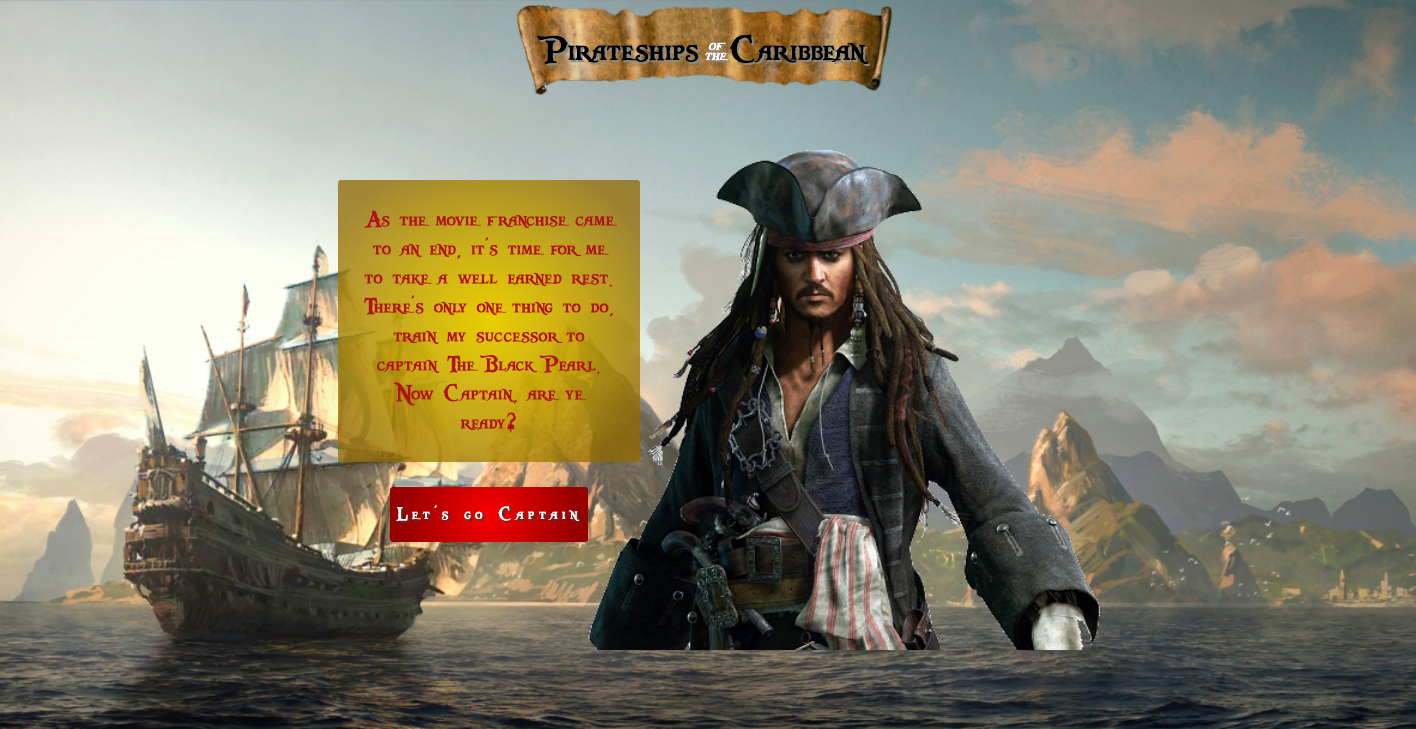 Pirateships of the Caribbean
As the movie franchise came
to an end, it's time for me
to take a well earned rest.
There's only one thing to do,
train my successor to
captain The Black Pearl.
Now Captain, are ye
ready?
Let's go Captain